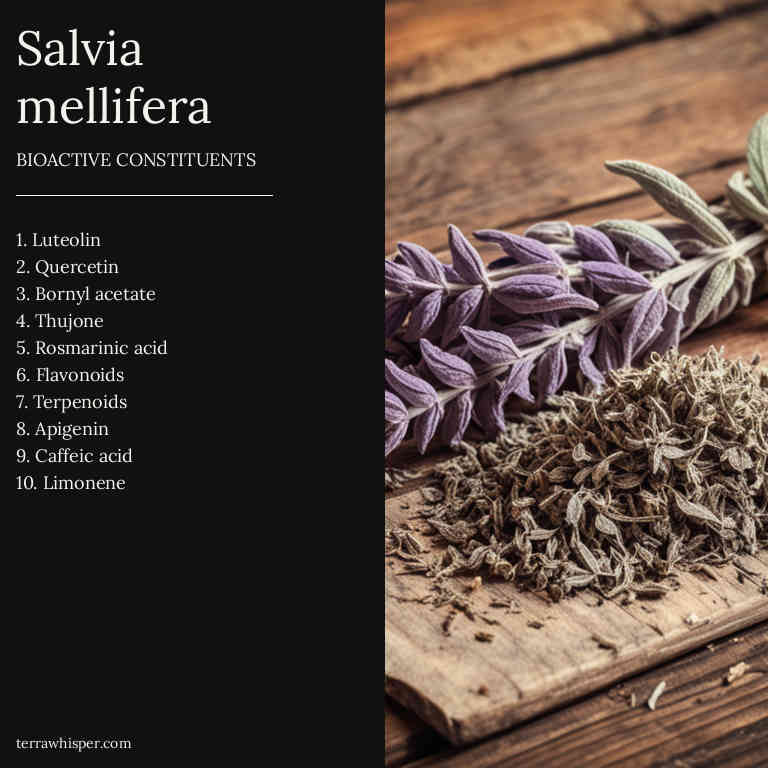 Salvia
mellifera
BIOACTIVE CONSTITUENTS
1. Luteolin
2. Quercetin
3. Bornyl acetate
4. Thujone
5. Rosmarinic acid
6. Flavonoids
7. Terpenoids
8. Apigenin
9. Caffeic acid
10. Limonene
terrawhisper.com